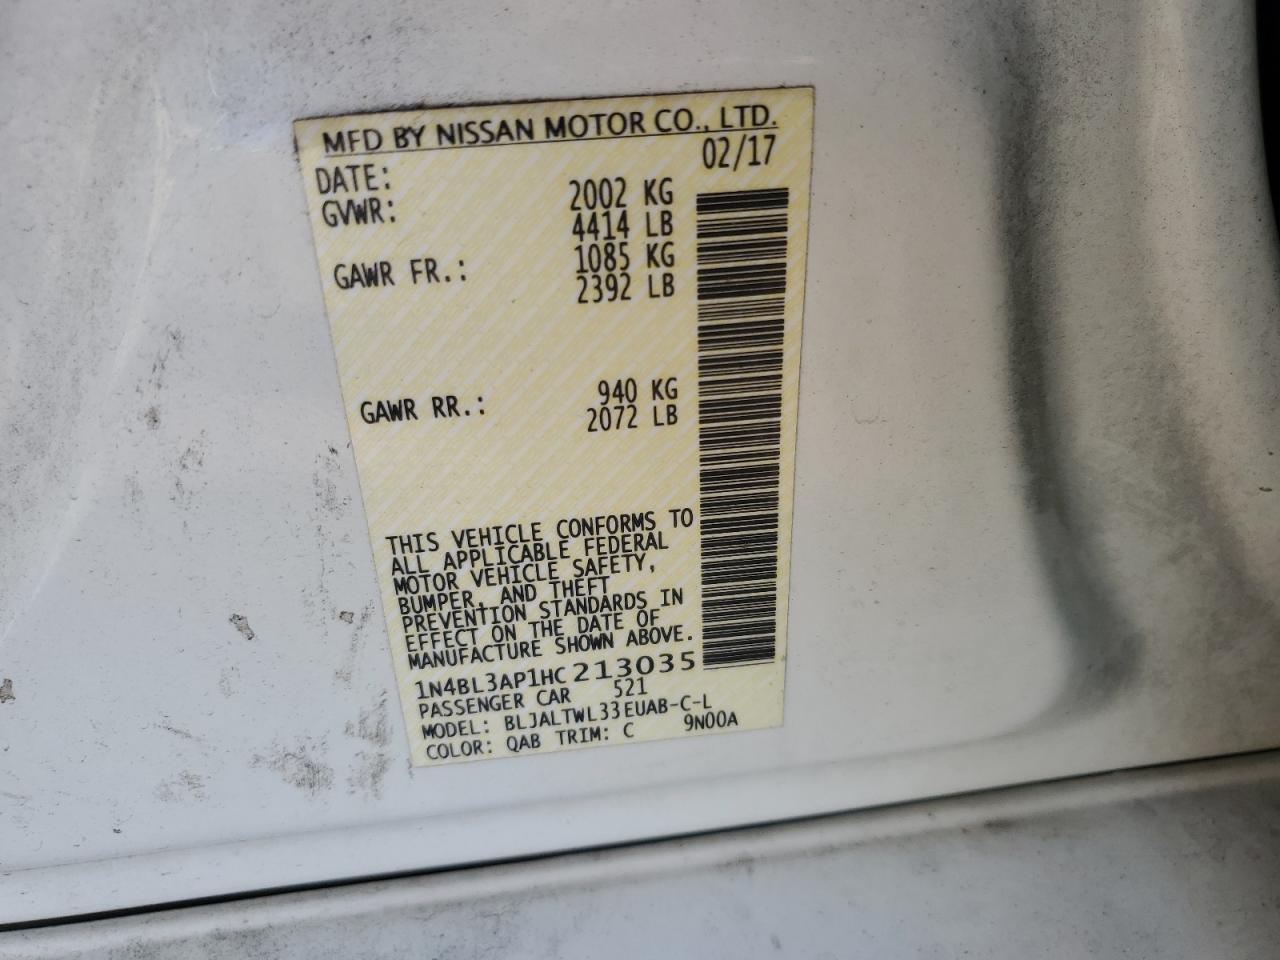 MFD BY NISSAN MOTOR CO., LTD.
DATE: 02/17
GVWR: 2002 KG
4414 LB
GAWR FR.: 1085 KG
2392 LB
GAWR RR.: 940 KG
2072 LB
THIS VEHICLE CONFORMS TO
ALL APPLICABLE FEDERAL
MOTOR VEHICLE SAFETY,
BUMPER, AND THEFT
PREVENTION STANDARDS IN
EFFECT ON THE DATE OF
MANUFACTURE SHOWN ABOVE.
1N4BL3AP1HC213035
PASSENGER CAR 521
MODEL: BLJALTWL33EUAB-C-L
COLOR: QAB TRIM: C 9N00A